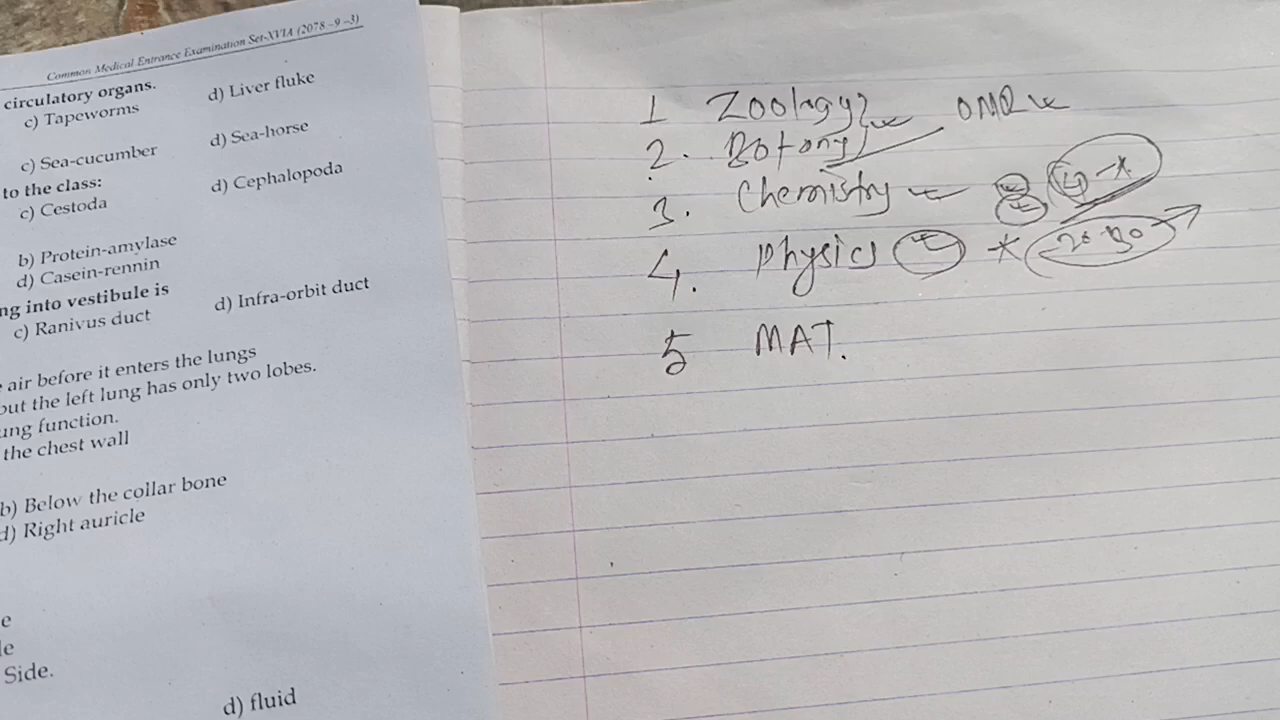 Common Medical Entrance Examination Set-XVIA (2078 -9 -3)
circulatory organs.
c) Tapeworms d) Liver fluke
c) Sea-cucumber d) Sea-horse
to the class:
c) Cestoda d) Cephalopoda
b) Protein-amylase
d) Casein-rennin
ng into vestibule is
c) Ranivus duct d) Infra-orbit duct
air before it enters the lungs
out the left lung has only two lobes.
ung function.
the chest wall
b) Below the collar bone
d) Right auricle
e
le
Side.
d) fluid
1 Zoology OMR
2. Botany
3. Chemistry
4. Physics
5 MAT.